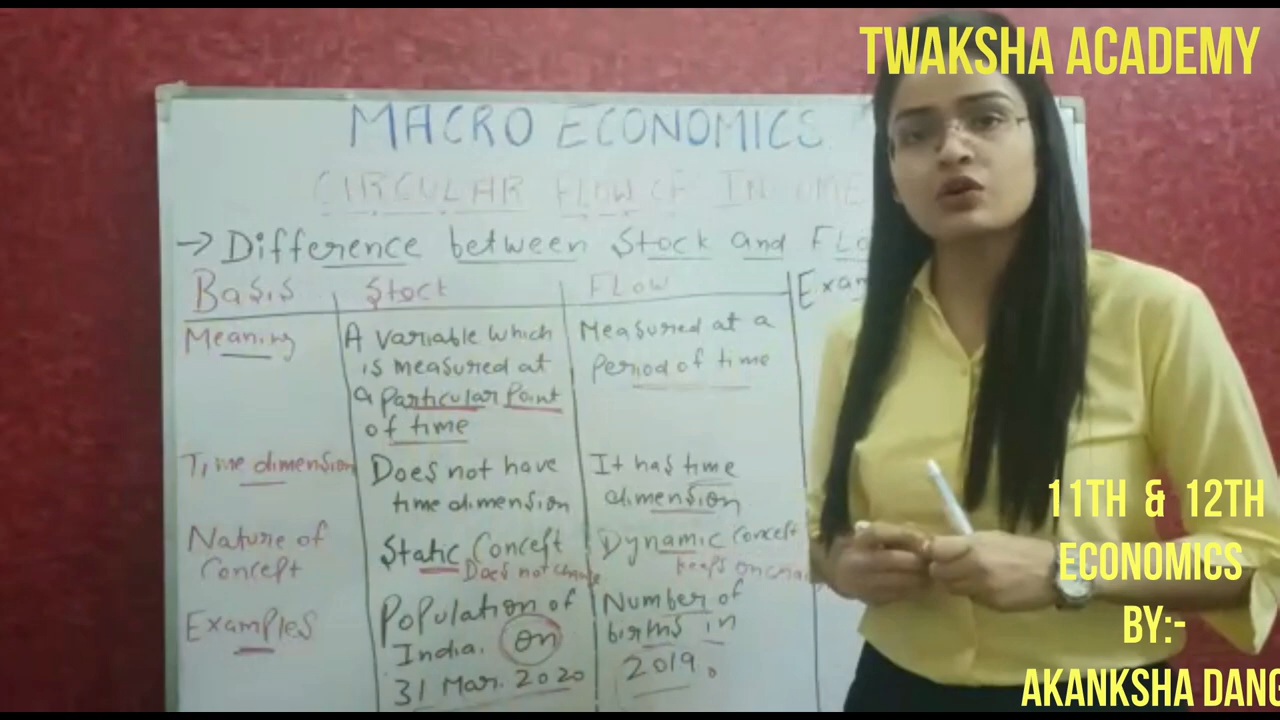 TWAKSHA ACADEMY
MACRO ECONOMICS
CIRCULAR FLOW OF INCOME
→ Difference between Stock and Flo
Basis Stock Flow Exam
Meaning
A variable which
is measured at
a particular Point
of time
Measured at a
period of time
Time dimension
Does not have
time dimension
It has time
dimension
Nature of
Concept
Static Concept
Does not change
Dynamic concept
keeps on
Examples
Population of
India. on
31 Mar. 2020
Number of
births in
2019.
11TH & 12TH
ECONOMICS
BY:-
AKANKSHA DANG